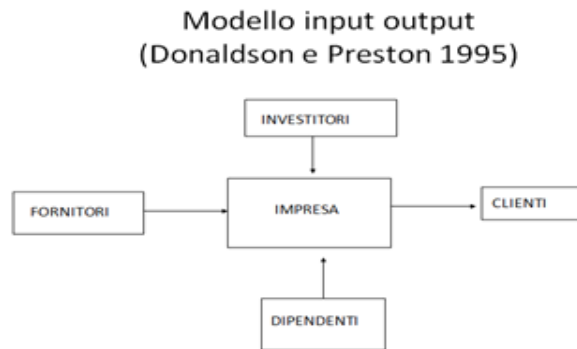 Modello input output
(Donaldson e Preston 1995)
INVESTITORI
FORNITORI
IMPRESA
CLIENTI
DIPENDENTI